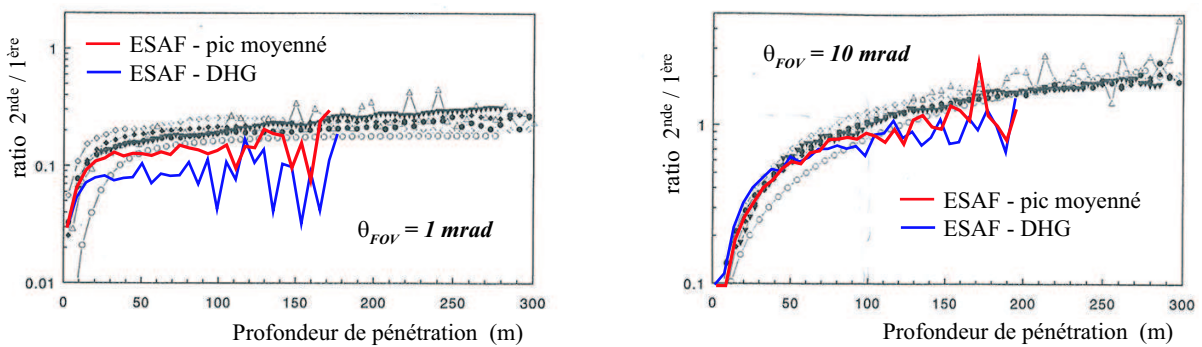 1
0.1
0.01
ratio 2nde / 1ère
ESAF - pic moyenné
ESAF - DHG
θFOV = 1 mrad
0 50 100 150 200 250 300
Profondeur de pénétration (m)
θFOV = 10 mrad
1
0.1
ratio 2nde / 1ère
ESAF - pic moyenné
ESAF - DHG
0 50 100 150 200 250 300
Profondeur de pénétration (m)